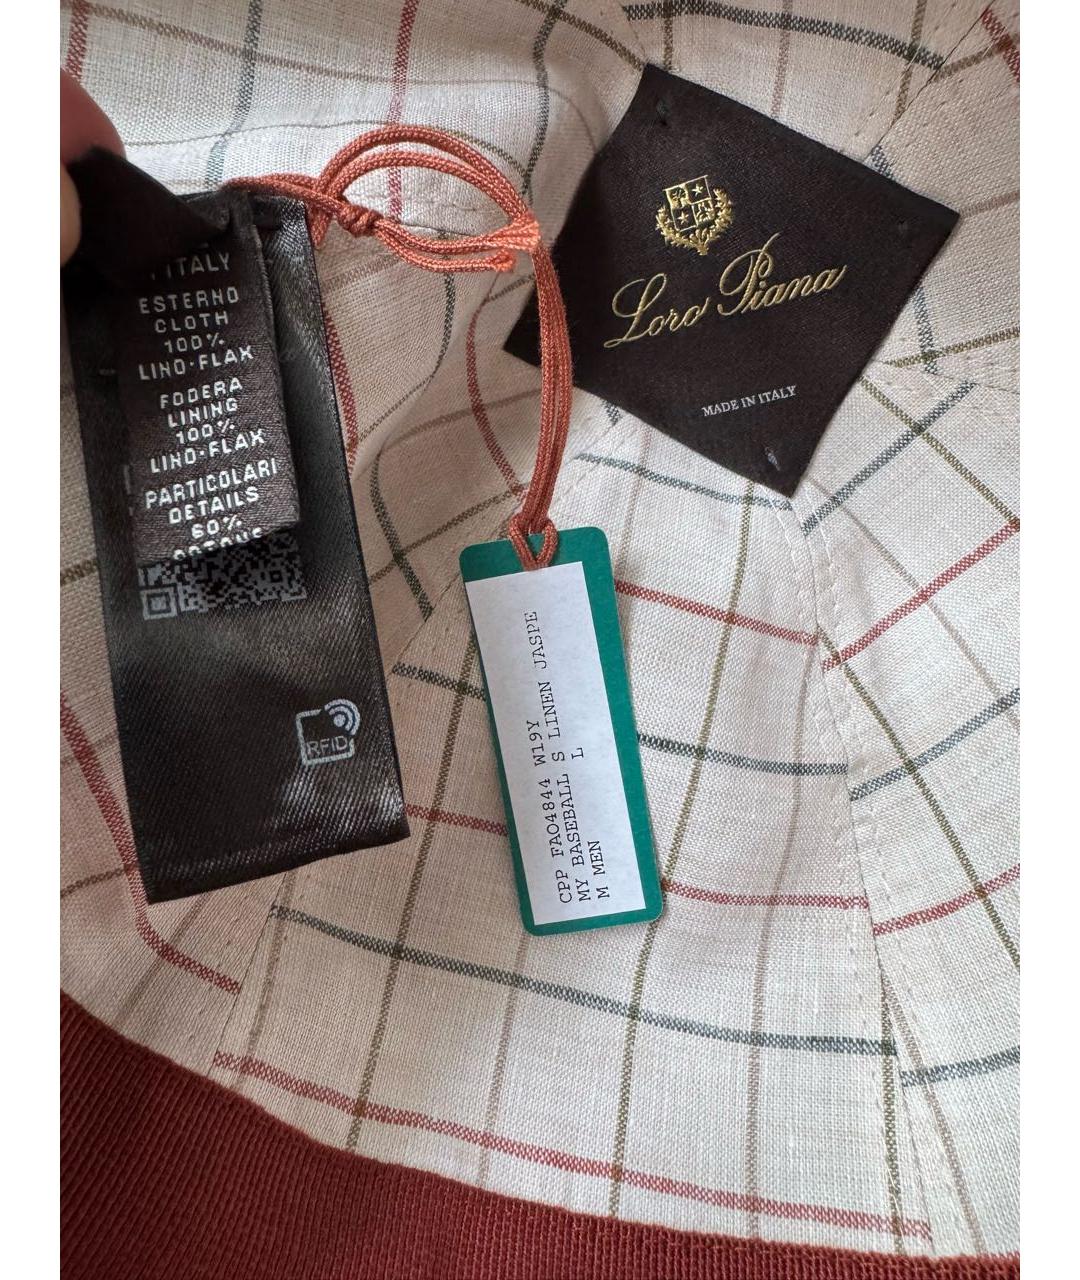 ITALY
ESTERNO
CLOTH
100%
LINO-FLAX
FODERA
LINING
100%
LINO-FLAX
PARTICOLARI
DETAILS
60%
RFID
Loro Piana
MADE IN ITALY
CPP FAO4844 W19Y
MY BASEBALL S LINEN JASPE
M MEN L